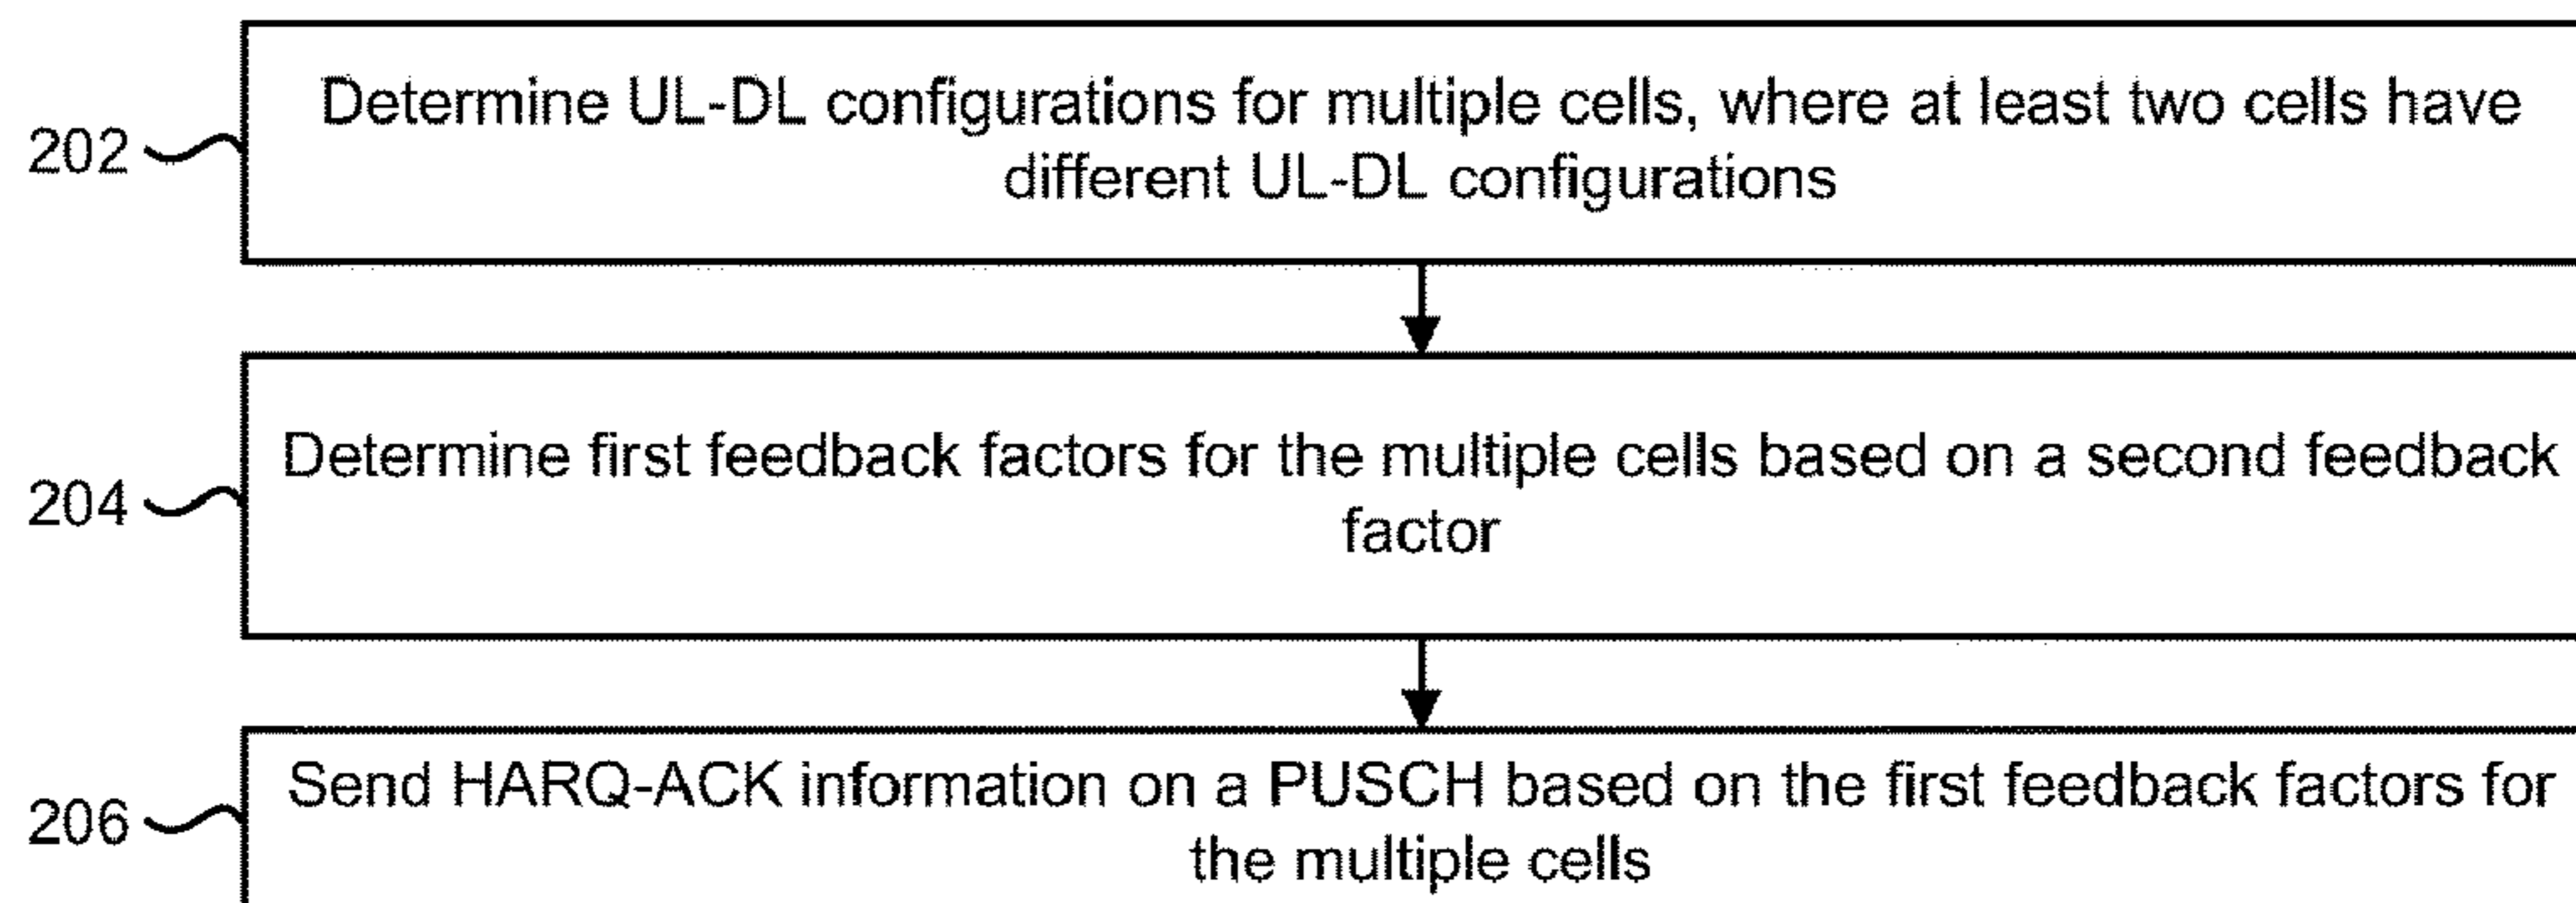 202
Determine UL-DL configurations for multiple cells, where at least two cells have
different UL-DL configurations
204
Determine first feedback factors for the multiple cells based on a second feedback
factor
206
Send HARQ-ACK information on a PUSCH based on the first feedback factors for
the multiple cells